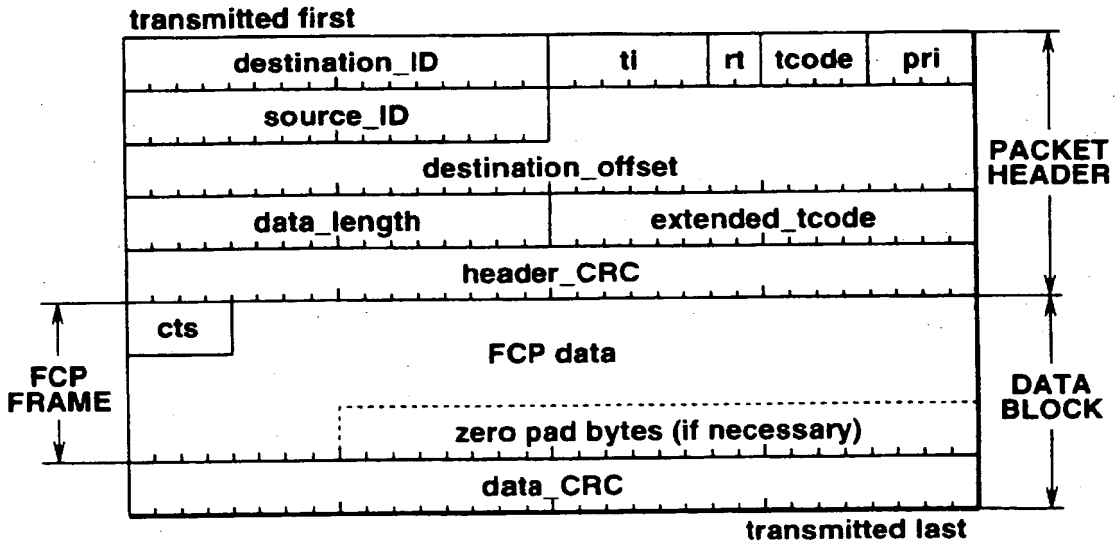 transmitted first
destination_ID tl rt tcode pri
source_ID
destination_offset
PACKET
HEADER
data_length extended_tcode
header_CRC
cts
FCP data
FCP
FRAME
DATA
BLOCK
zero pad bytes (if necessary)
data_CRC
transmitted last